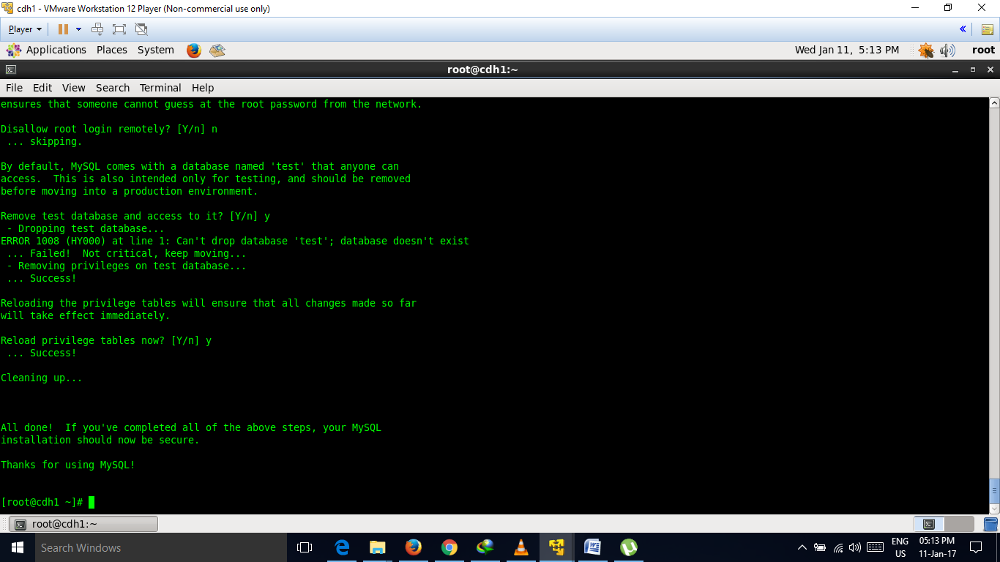 cdh1 - VMware Workstation 12 Player (Non-commercial use only)
Player
Applications Places System Wed Jan 11, 5:13 PM root
root@cdh1:~
File Edit View Search Terminal Help
ensures that someone cannot guess at the root password from the network.
Disallow root login remotely? [Y/n] n
... skipping.
By default, MySQL comes with a database named 'test' that anyone can
access.  This is also intended only for testing, and should be removed
before moving into a production environment.
Remove test database and access to it? [Y/n] y
- Dropping test database...
ERROR 1008 (HY000) at line 1: Can't drop database 'test'; database doesn't exist
... Failed!  Not critical, keep moving...
- Removing privileges on test database...
... Success!
Reloading the privilege tables will ensure that all changes made so far
will take effect immediately.
Reload privilege tables now? [Y/n] y
... Success!
Cleaning up...
All done!  If you've completed all of the above steps, your MySQL
installation should now be secure.
Thanks for using MySQL!
[root@cdh1 ~]#
root@cdh1:~
Search Windows
ENG 05:13 PM
US 11-Jan-17